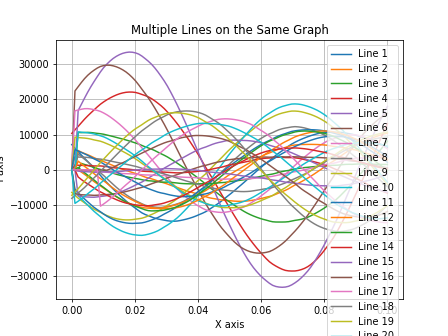 Multiple Lines on the Same Graph
30000
20000
10000
0
−10000
−20000
−30000
0.00
0.02
0.04
0.06
X axis
Line 1
Line 2
Line 3
Line 4
Line 5
Line 6
Line 7
Line 8
Line 9
Line 10
Line 11
Line 12
Line 13
Line 14
Line 15
Line 16
Line 17
Line 18
Line 19
Line 20